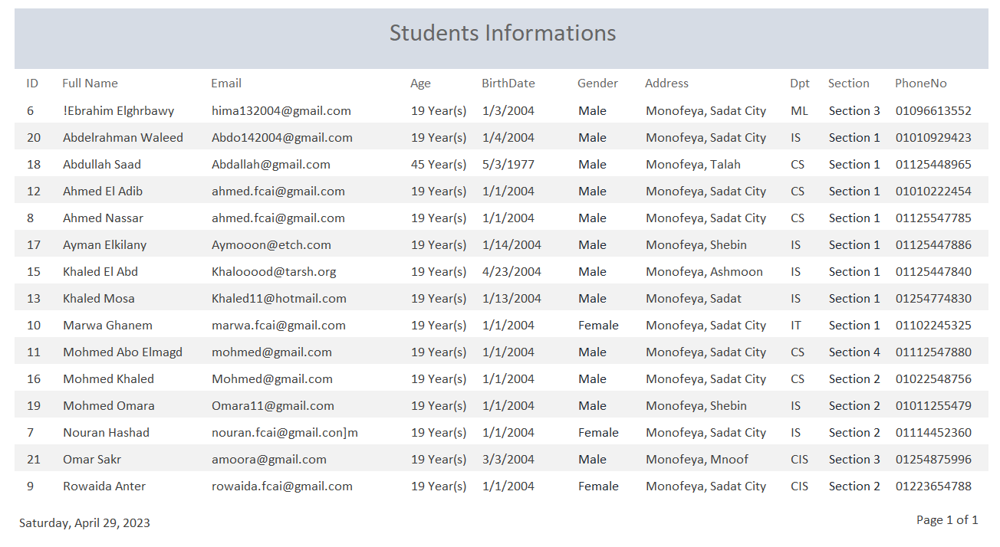 Students Informations
ID Full Name Email Age BirthDate Gender Address Dpt Section PhoneNo
6 !Ebrahim Elghrbawy hima132004@gmail.com 19 Year(s) 1/3/2004 Male Monofeya, Sadat City ML Section 3 01096613552
20 Abdelrahman Waleed Abdo142004@gmail.com 19 Year(s) 1/4/2004 Male Monofeya, Sadat City IS Section 1 01010929423
18 Abdullah Saad Abdallah@gmail.com 45 Year(s) 5/3/1977 Male Monofeya, Talah CS Section 1 01125448965
12 Ahmed El Adib ahmed.fcai@gmail.com 19 Year(s) 1/1/2004 Male Monofeya, Sadat City CS Section 1 01010222454
8 Ahmed Nassar ahmed.fcai@gmail.com 19 Year(s) 1/1/2004 Male Monofeya, Sadat City CS Section 1 01125547785
17 Ayman Elkilany Aymooon@etch.com 19 Year(s) 1/14/2004 Male Monofeya, Shebin IS Section 1 01125447886
15 Khaled El Abd Khalooood@tarsh.org 19 Year(s) 4/23/2004 Male Monofeya, Ashmoon IS Section 1 01125447840
13 Khaled Mosa Khaled11@hotmail.com 19 Year(s) 1/13/2004 Male Monofeya, Sadat IS Section 1 01254774830
10 Marwa Ghanem marwa.fcai@gmail.com 19 Year(s) 1/1/2004 Female Monofeya, Sadat City IT Section 1 01102245325
11 Mohmed Abo Elmagd mohmed@gmail.com 19 Year(s) 1/1/2004 Male Monofeya, Sadat City CS Section 4 01112547880
16 Mohmed Khaled Mohmed@gmail.com 19 Year(s) 1/1/2004 Male Monofeya, Sadat City CS Section 2 01022548756
19 Mohmed Omara Omara11@gmail.com 19 Year(s) 1/1/2004 Male Monofeya, Shebin IS Section 2 01011255479
7 Nouran Hashad nouran.fcai@gmail.con]m 19 Year(s) 1/1/2004 Female Monofeya, Sadat City IS Section 2 01114452360
21 Omar Sakr amoora@gmail.com 19 Year(s) 3/3/2004 Male Monofeya, Mnoof CIS Section 3 01254875996
9 Rowaida Anter rowaida.fcai@gmail.com 19 Year(s) 1/1/2004 Female Monofeya, Sadat City CIS Section 2 01223654788
Saturday, April 29, 2023 Page 1 of 1